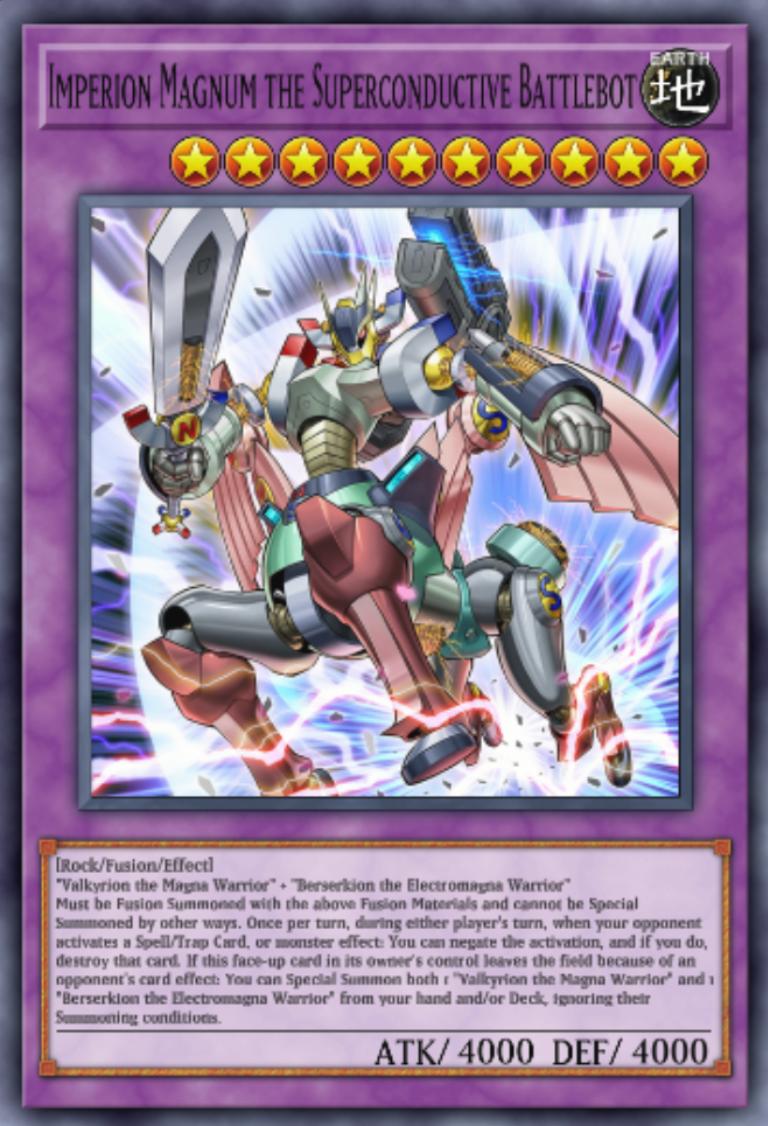 IMPERION MAGNUM THE SUPERCONDUCTIVE BATTLEBOT
EARTH
地
N
S
S
[Rock/Fusion/Effect]
"Valkyrion the Magna Warrior" + "Berserkion the Electromagna Warrior"
Must be Fusion Summoned with the above Fusion Materials and cannot be Special
Summoned by other ways. Once per turn, during either player's turn, when your opponent
activates a Spell/Trap Card, or monster effect: You can negate the activation, and if you do,
destroy that card. If this face-up card in its owner's control leaves the field because of an
opponent's card effect: You can Special Summon both 1 "Valkyrion the Magna Warrior" and 1
"Berserkion the Electromagna Warrior" from your hand and/or Deck, ignoring their
Summoning conditions.
ATK/ 4000 DEF/ 4000